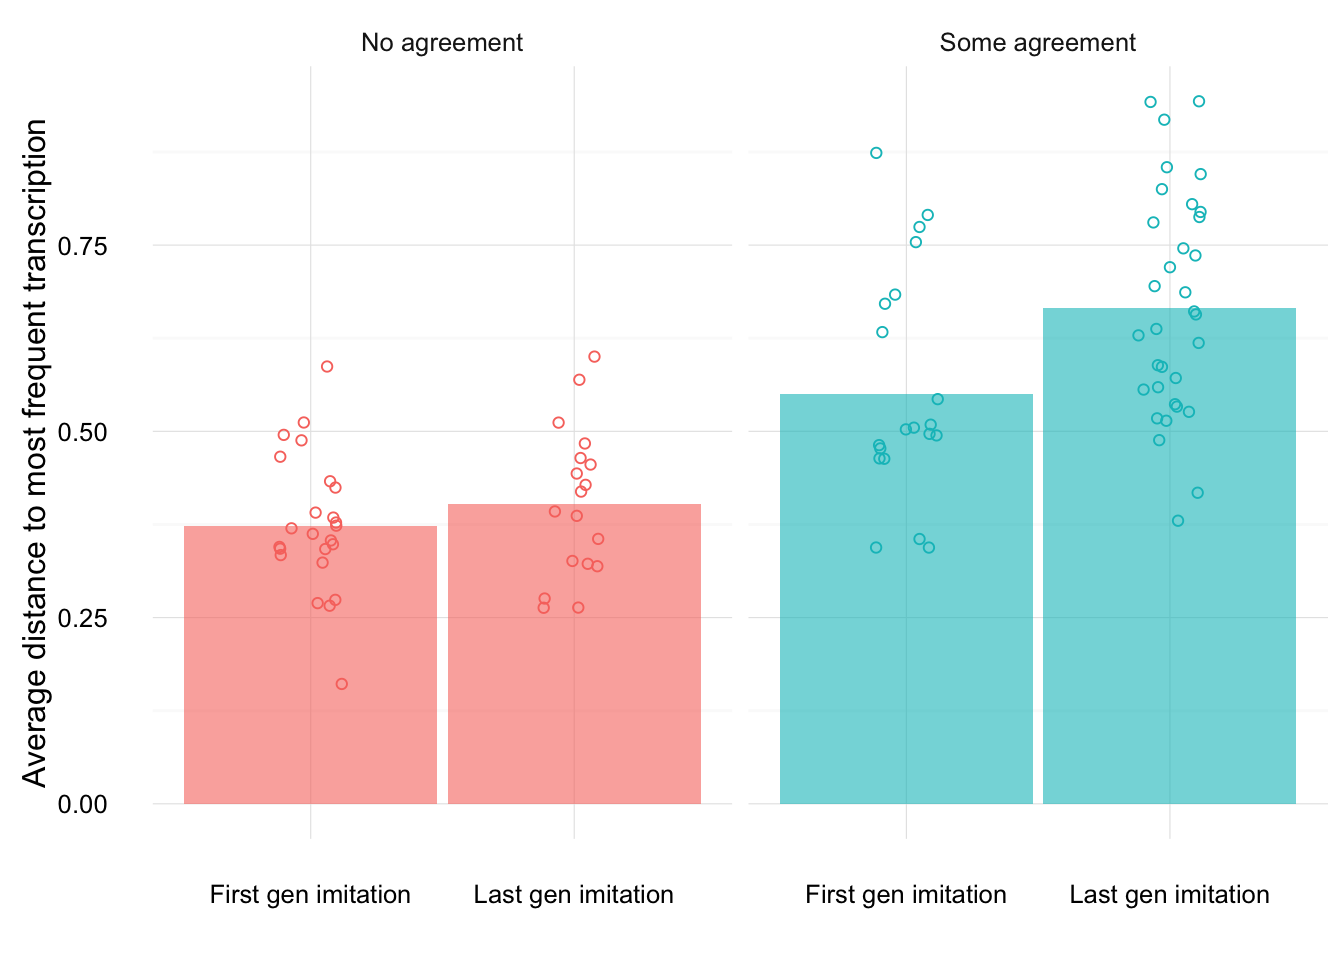 No agreement
Some agreement
Average distance to most frequent transcription
0.75
0.50
0.25
0.00
First gen imitation
Last gen imitation
First gen imitation
Last gen imitation